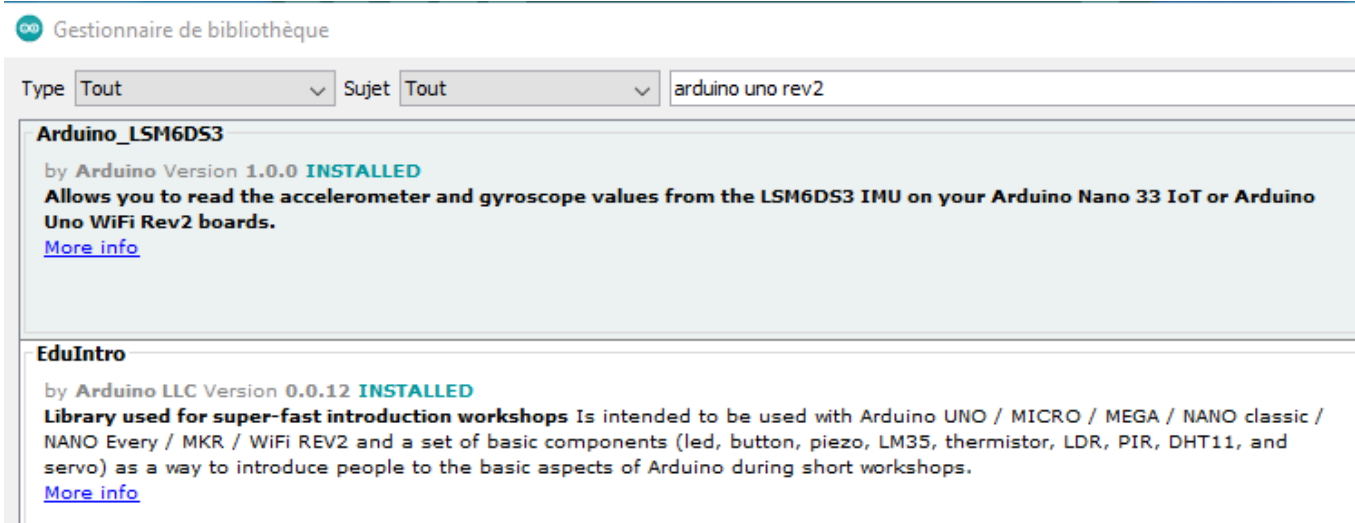 Gestionnaire de bibliothèque
Type Tout Sujet Tout arduino uno rev2
Arduino_LSM6DS3
by Arduino Version 1.0.0 INSTALLED
Allows you to read the accelerometer and gyroscope values from the LSM6DS3 IMU on your Arduino Nano 33 IoT or Arduino
Uno WiFi Rev2 boards.
More info
EduIntro
by Arduino LLC Version 0.0.12 INSTALLED
Library used for super-fast introduction workshops Is intended to be used with Arduino UNO / MICRO / MEGA / NANO classic /
NANO Every / MKR / WiFi REV2 and a set of basic components (led, button, piezo, LM35, thermistor, LDR, PIR, DHT11, and
servo) as a way to introduce people to the basic aspects of Arduino during short workshops.
More info